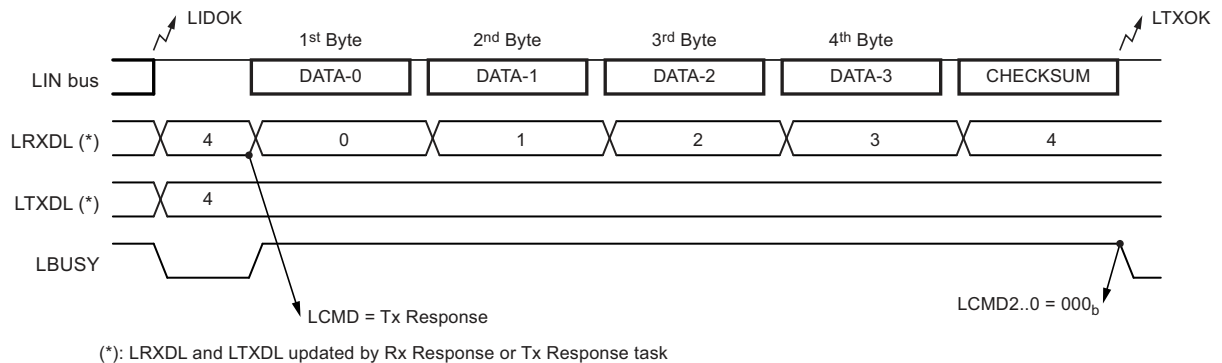 LIDOK LTXOK
1st Byte 2nd Byte 3rd Byte 4th Byte
LIN bus DATA-0 DATA-1 DATA-2 DATA-3 CHECKSUM
LRXDL (*) 4 0 1 2 3 4
LTXDL (*) 4
LBUSY
LCMD = Tx Response LCMD2..0 = 000b
(*): LRXDL and LTXDL updated by Rx Response or Tx Response task